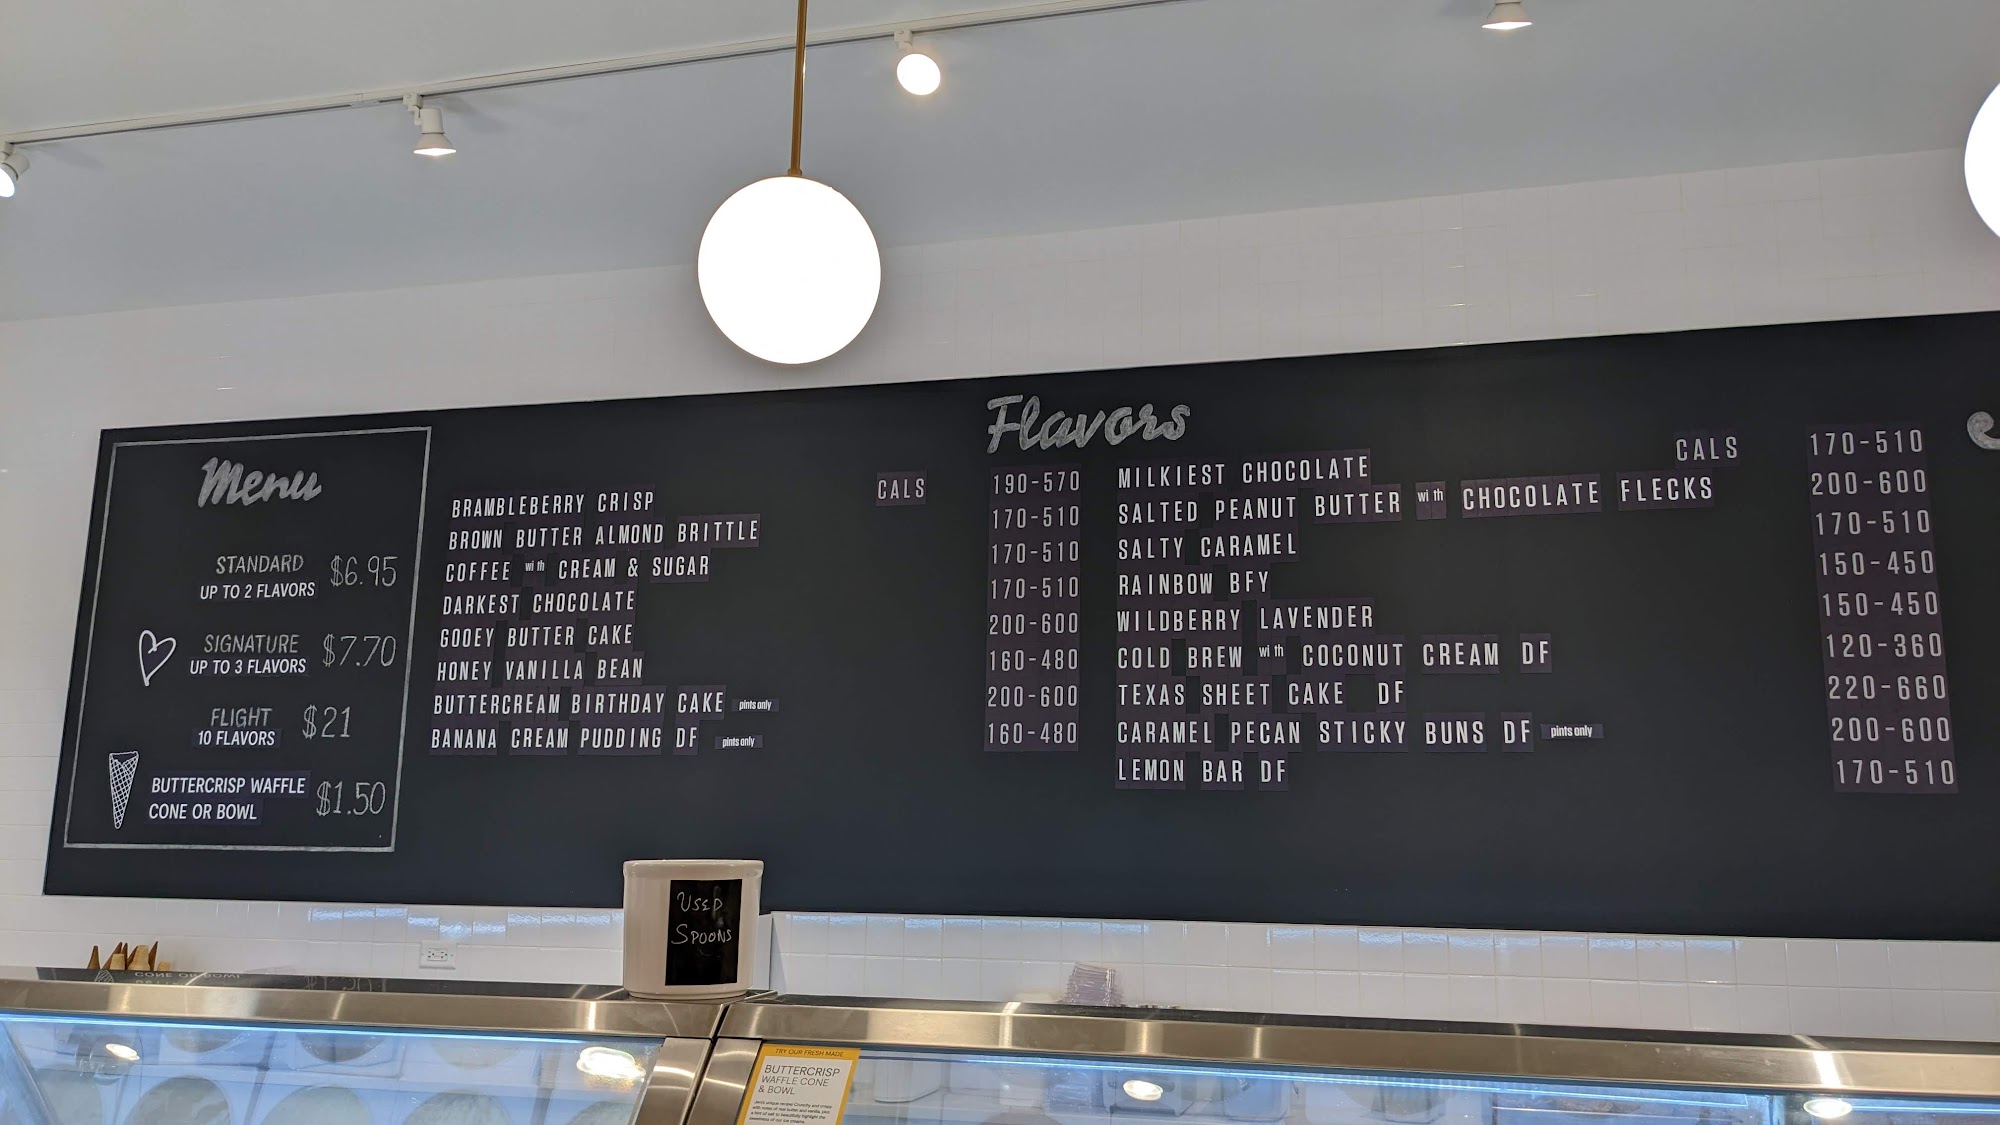 Menu
STANDARD $6.95
UP TO 2 FLAVORS
SIGNATURE $7.70
UP TO 3 FLAVORS
FLIGHT $21
10 FLAVORS
BUTTERCRISP WAFFLE
CONE OR BOWL $1.50
Flavors
CALS
BRAMBLEBERRY CRISP 190-570
BROWN BUTTER ALMOND BRITTLE 170-510
COFFEE with CREAM & SUGAR 170-510
DARKEST CHOCOLATE 170-510
GOOEY BUTTER CAKE 200-600
HONEY VANILLA BEAN 160-480
BUTTERCREAM BIRTHDAY CAKE pints only 200-600
BANANA CREAM PUDDING DF pints only 160-480
CALS
MILKIEST CHOCOLATE 170-510
SALTED PEANUT BUTTER with CHOCOLATE FLECKS 200-600
SALTY CARAMEL 170-510
RAINBOW BFY 150-450
WILDBERRY LAVENDER 150-450
COLD BREW with COCONUT CREAM DF 120-360
TEXAS SHEET CAKE DF 220-660
CARAMEL PECAN STICKY BUNS DF pints only 200-600
LEMON BAR DF 170-510
USED
SPOONS
TRY OUR FRESH MADE
BUTTERCRISP
WAFFLE CONE
& BOWL